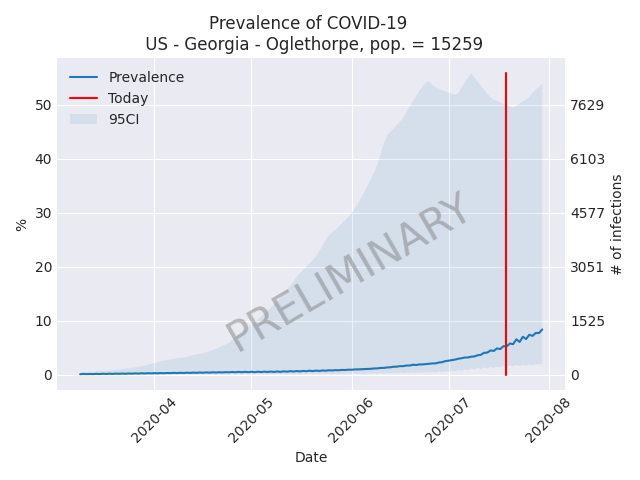 Prevalence of COVID-19
US - Georgia - Oglethorpe, pop. = 15259
Prevalence
Today
95CI
50
40
30
20
10
0
%
7629
6103
4577
3051
1525
0
# of infections
PRELIMINARY
2020-04
2020-05
2020-06
2020-07
2020-08
Date